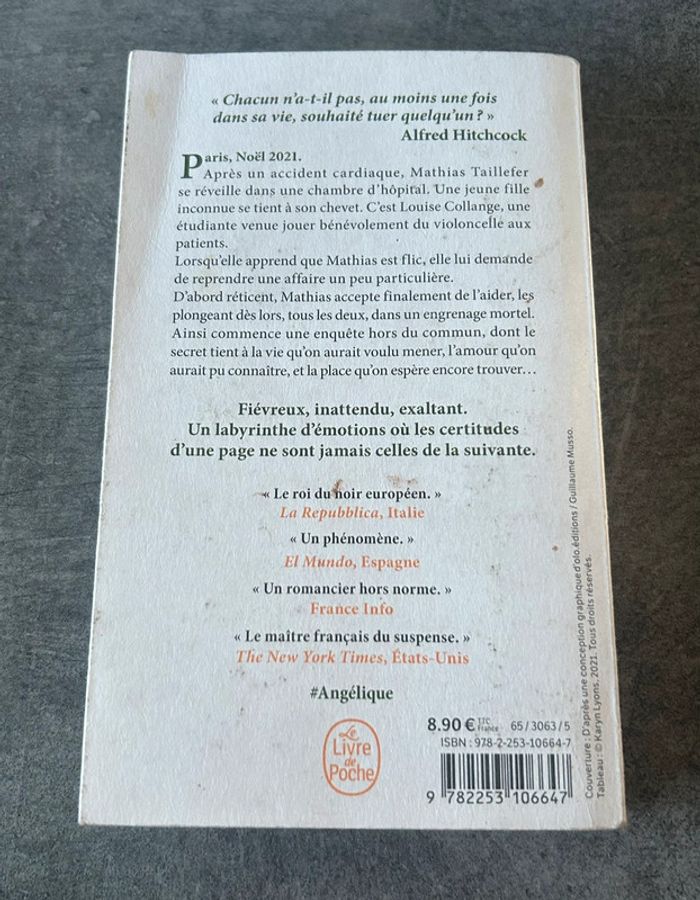 « Chacun n’a-t-il pas, au moins une fois
dans sa vie, souhaité tuer quelqu’un ? »
Alfred Hitchcock
Paris, Noël 2021.
Après un accident cardiaque, Mathias Taillefer
se réveille dans une chambre d’hôpital. Une jeune fille
inconnue se tient à son chevet. C’est Louise Collange, une
étudiante venue jouer bénévolement du violoncelle aux
patients.
Lorsqu’elle apprend que Mathias est flic, elle lui demande
de reprendre une affaire un peu particulière.
D’abord réticent, Mathias accepte finalement de l’aider, les
plongeant dès lors, tous les deux, dans un engrenage mortel.
Ainsi commence une enquête hors du commun, dont le
secret tient à la vie qu’on aurait voulu mener, l’amour qu’on
aurait pu connaître, et la place qu’on espère encore trouver…
Fiévreux, inattendu, exaltant.
Un labyrinthe d’émotions où les certitudes
d’une page ne sont jamais celles de la suivante.
« Le roi du noir européen. »
La Repubblica, Italie
« Un phénomène. »
El Mundo, Espagne
« Un romancier hors norme. »
France Info
« Le maître français du suspense. »
The New York Times, États-Unis
#Angélique
Le
Livre
de
Poche
8.90 € TTC France 65 / 3063 / 5
ISBN : 978-2-253-10664-7
9 782253 106647
Couverture : D’après une conception graphique d’olo.éditions / Guillaume Musso.
Tableau : © Karyn Lyons, 2021. Tous droits réservés.